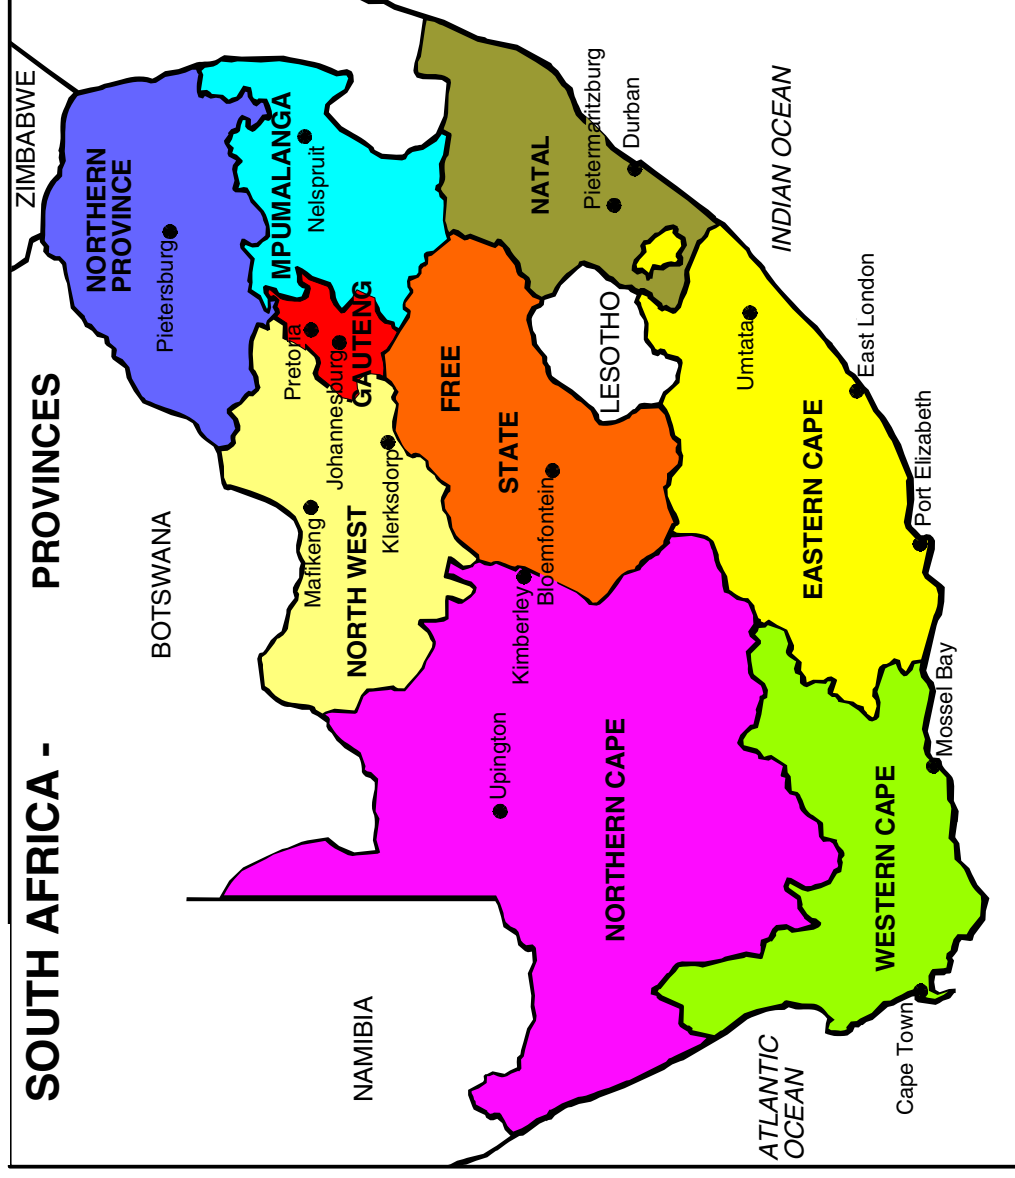 SOUTH AFRICA - PROVINCES
ZIMBABWE
BOTSWANA
NAMIBIA
NORTHERN
PROVINCE
Pietersburg
MPUMALANGA
Nelspruit
GAUTENG
Pretoria
Johannesburg
NORTH WEST
Mafikeng
Klerksdorp
FREE
STATE
Bloemfontein
Kimberley
NATAL
Pietermaritzburg
Durban
LESOTHO
Upington
NORTHERN CAPE
Umtata
EASTERN CAPE
East London
Port Elizabeth
WESTERN CAPE
Mossel Bay
Cape Town
ATLANTIC
OCEAN
INDIAN OCEAN